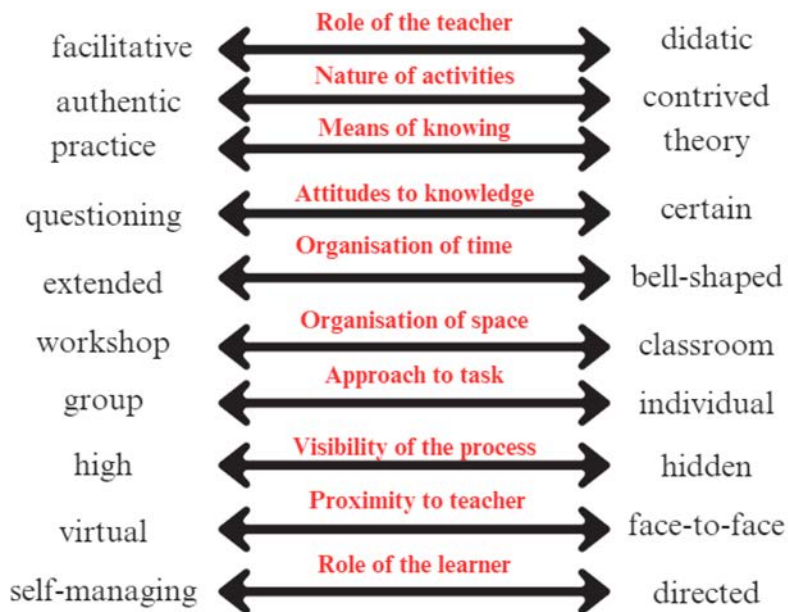 Role of the teacher
facilitative didatic
Nature of activities
authentic contrived
Means of knowing
practice theory
Attitudes to knowledge
questioning certain
Organisation of time
extended bell-shaped
Organisation of space
workshop classroom
Approach to task
group individual
Visibility of the process
high hidden
Proximity to teacher
virtual face-to-face
Role of the learner
self-managing directed